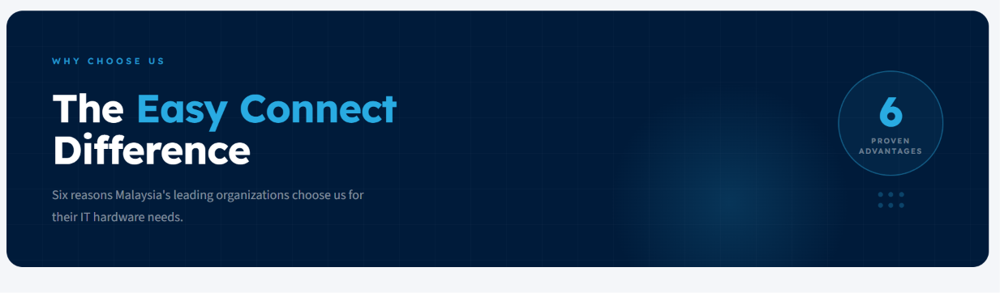 WHY CHOOSE US
The Easy Connect
Difference
Six reasons Malaysia's leading organizations choose us for
their IT hardware needs.
6
PROVEN
ADVANTAGES